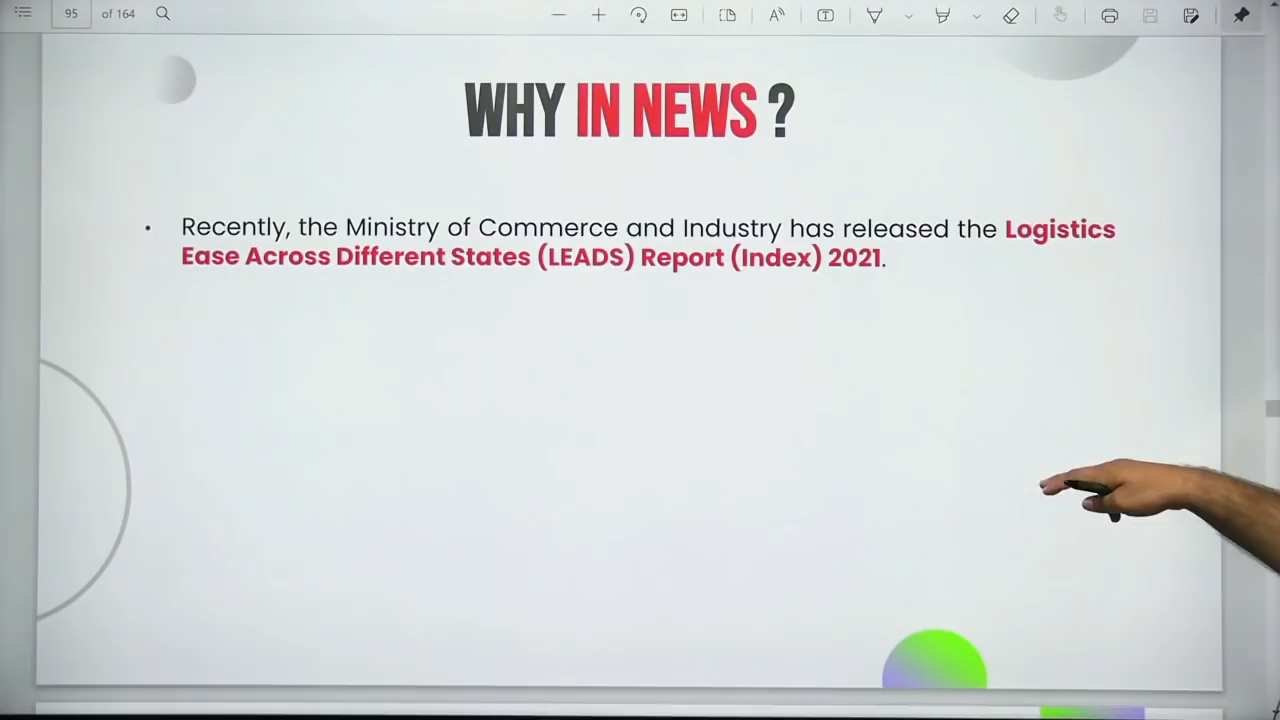 95 of 164
WHY IN NEWS ?
• Recently, the Ministry of Commerce and Industry has released the Logistics
Ease Across Different States (LEADS) Report (Index) 2021.